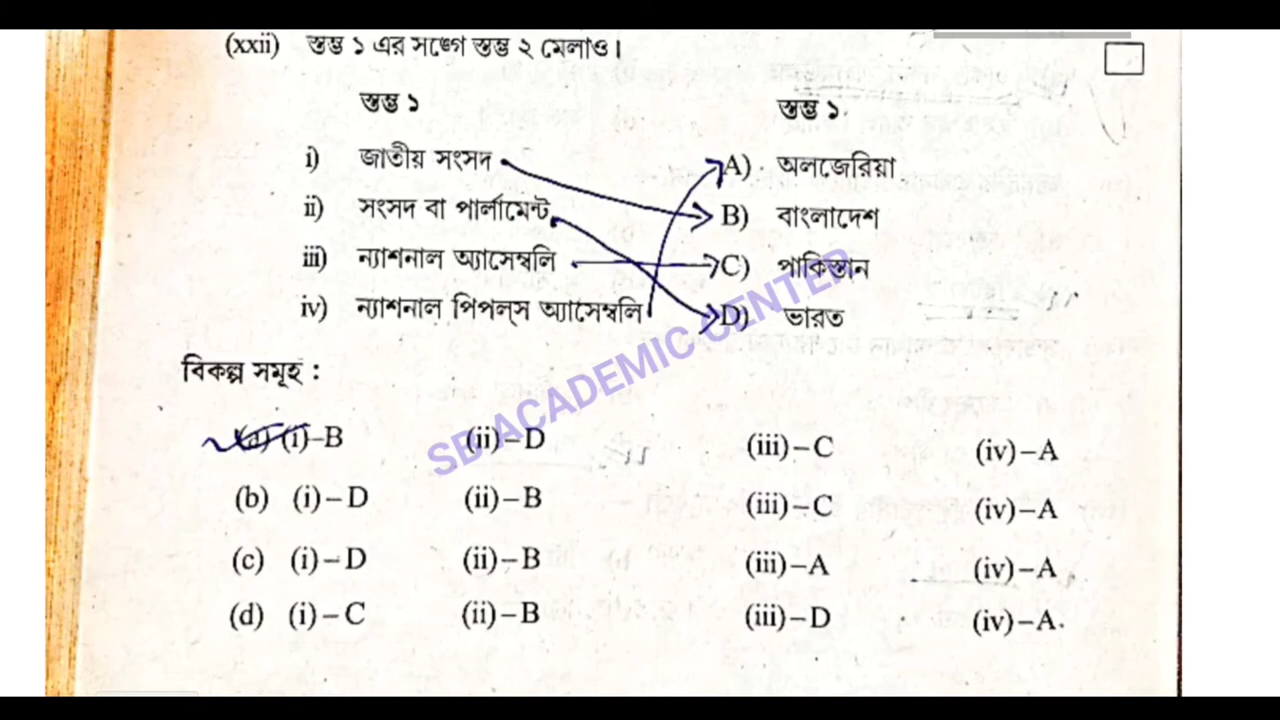 (xxii) স্তম্ভ ১ এর সঙ্গে স্তম্ভ ২ মেলাও।
স্তম্ভ ১ স্তম্ভ ১
i) জাতীয় সংসদ A) অলজেরিয়া
ii) সংসদ বা পার্লামেন্ট B) বাংলাদেশ
iii) ন্যাশনাল অ্যাসেম্বলি C) পাকিস্তান
iv) ন্যাশনাল পিপল্স অ্যাসেম্বলি D) ভারত
বিকল্প সমূহ :
(a) (i)–B (ii)–D (iii)–C (iv)–A
(b) (i)–D (ii)–B (iii)–C (iv)–A
(c) (i)–D (ii)–B (iii)–A (iv)–A
(d) (i)–C (ii)–B (iii)–D (iv)–A.
SD ACADEMIC CENTER